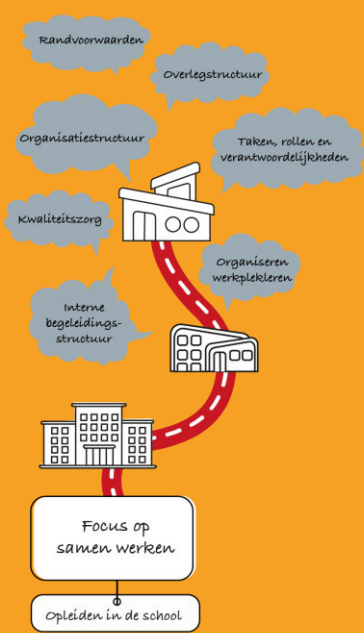 Randvoorwaarden
Overlegstructuur
Organisatiestructuur
Taken, rollen en
verantwoordelijkheden
Kwaliteitszorg
Organiseren
werkplekleren
Interne
begeleidings-
structuur
Focus op
samen werken
Opleiden in de school